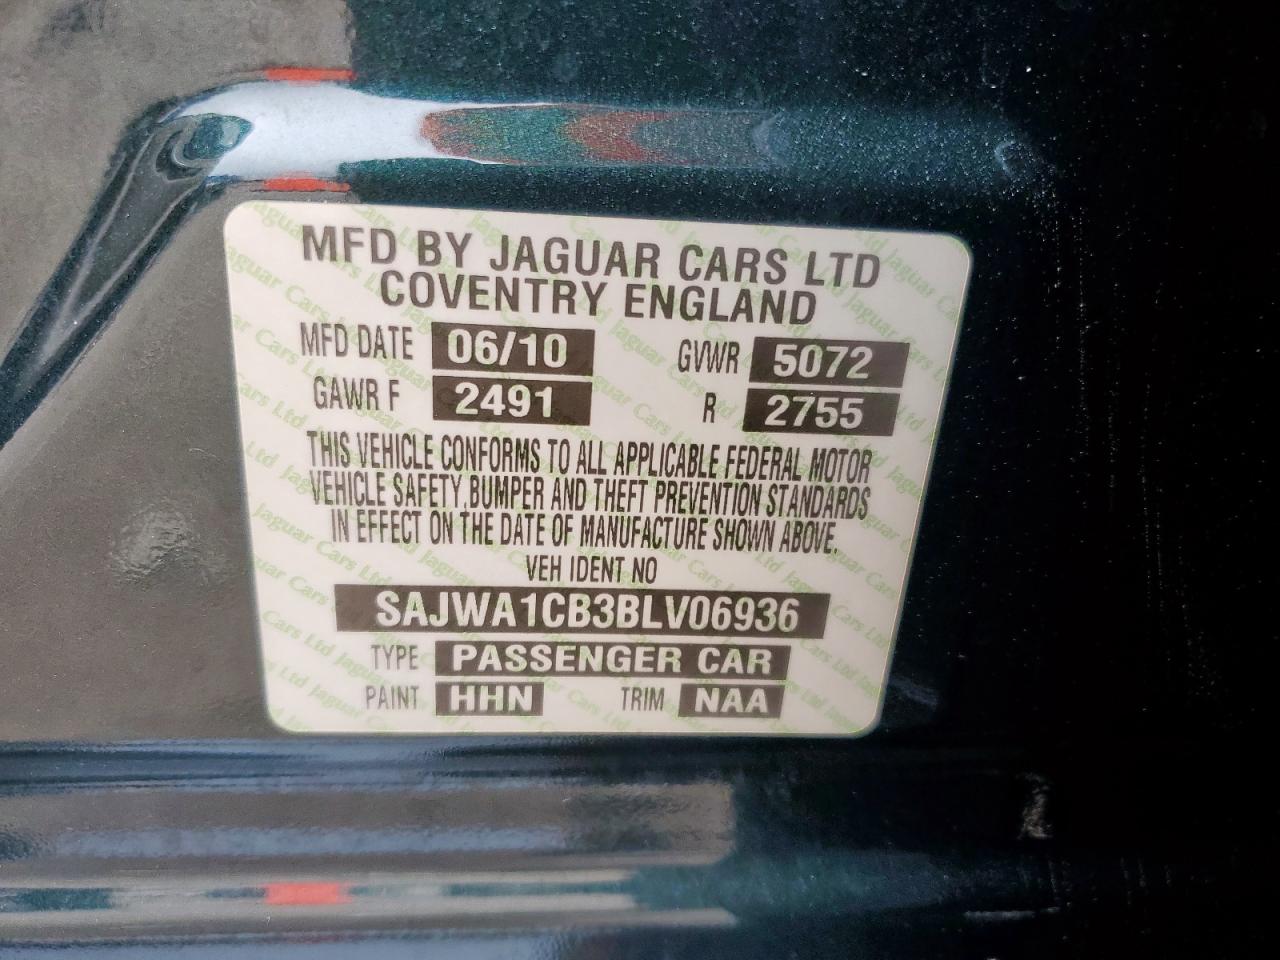 MFD BY JAGUAR CARS LTD
COVENTRY ENGLAND
MFD DATE 06/10 GVWR 5072
GAWR F 2491 R 2755
THIS VEHICLE CONFORMS TO ALL APPLICABLE FEDERAL MOTOR
VEHICLE SAFETY,BUMPER AND THEFT PREVENTION STANDARDS
IN EFFECT ON THE DATE OF MANUFACTURE SHOWN ABOVE.
VEH IDENT NO
SAJWA1CB3BLV06936
TYPE PASSENGER CAR
PAINT HHN TRIM NAA